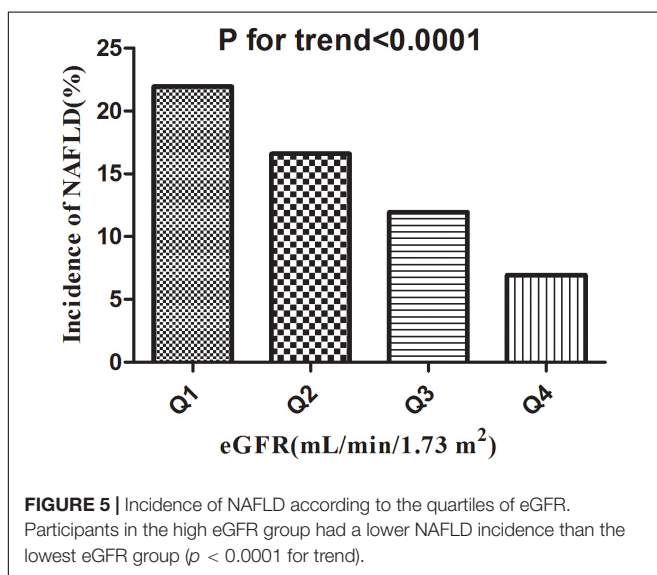 P for trend<0.0001
Incidence of NAFLD(%)
25
20
15
10
5
0
Q1
Q2
Q3
Q4
eGFR(mL/min/1.73 m²)
FIGURE 5 | Incidence of NAFLD according to the quartiles of eGFR.
Participants in the high eGFR group had a lower NAFLD incidence than the
lowest eGFR group (p < 0.0001 for trend).